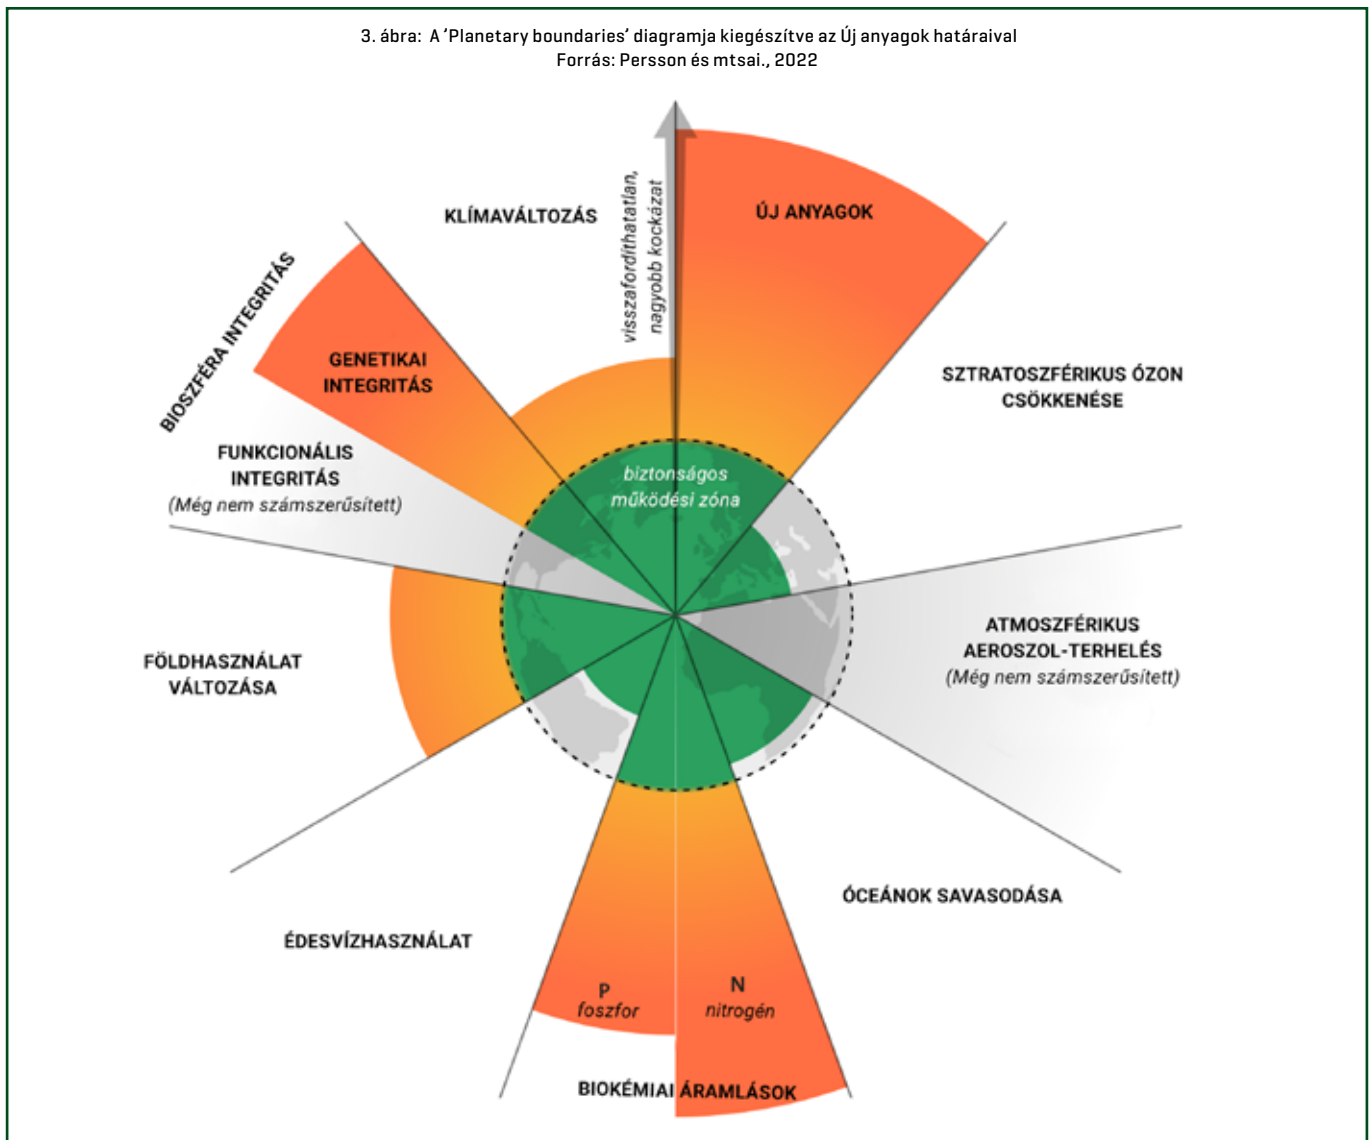 3. ábra: A ’Planetary boundaries’ diagramja kiegészítve az Új anyagok határaival
Forrás: Persson és mtsai., 2022
KLÍMAVÁLTOZÁS
visszafordíthatatlan,
nagyobb kockázat
ÚJ ANYAGOK
BIOSZFÉRA INTEGRITÁS
GENETIKAI
INTEGRITÁS
SZTRATOSZFÉRIKUS ÓZON
CSÖKKENÉSE
FUNKCIONÁLIS
INTEGRITÁS
(Még nem számszerűsített)
biztonságos
működési zóna
FÖLDHASZNÁLAT
VÁLTOZÁSA
ATMOSZFÉRIKUS
AEROSZOL-TERHELÉS
(Még nem számszerűsített)
ÓCEÁNOK SAVASODÁSA
ÉDESVÍZHASZNÁLAT
P
foszfor
N
nitrogén
BIOKÉMIAI ÁRAMLÁSOK